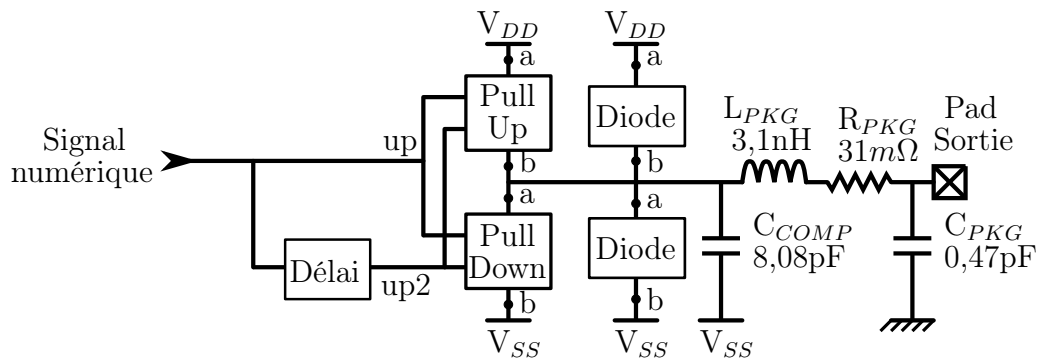 V_DD
V_DD
a
a
Pull
Up
Diode
L_PKG
3,1nH
R_PKG
31mΩ
Pad
Sortie
Signal
numérique
up
b
b
a
a
Pull
Down
Diode
C_COMP
8,08pF
C_PKG
0,47pF
Délai
up2
b
b
V_SS
V_SS
V_SS